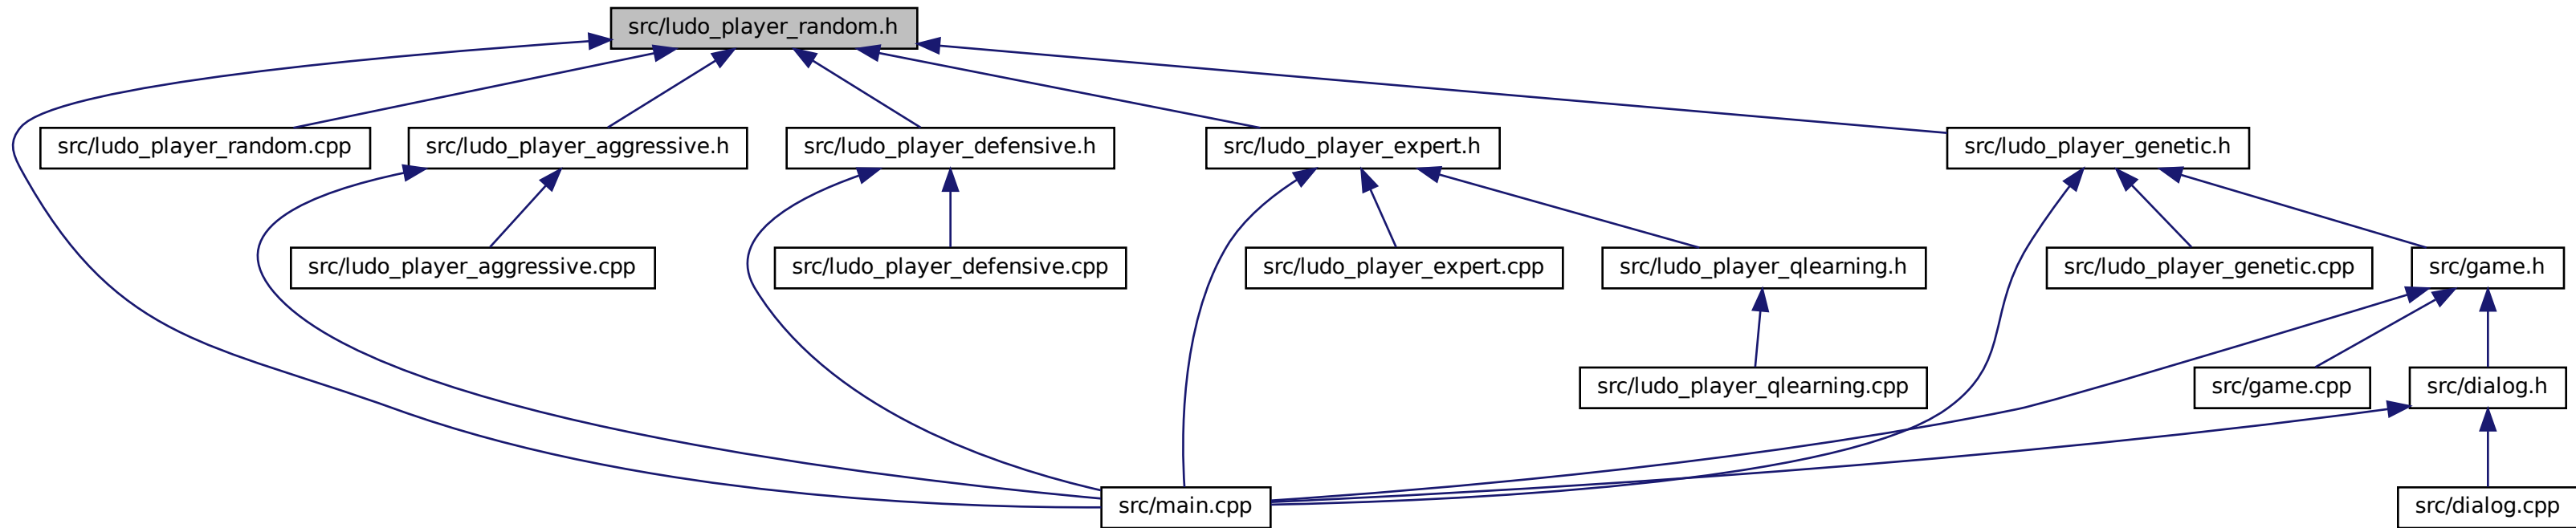 src/ludo_player_random.h
src/ludo_player_random.cpp
src/ludo_player_aggressive.h
src/ludo_player_defensive.h
src/ludo_player_expert.h
src/ludo_player_genetic.h
src/ludo_player_aggressive.cpp
src/ludo_player_defensive.cpp
src/ludo_player_expert.cpp
src/ludo_player_qlearning.h
src/ludo_player_genetic.cpp
src/game.h
src/ludo_player_qlearning.cpp
src/game.cpp
src/dialog.h
src/main.cpp
src/dialog.cpp